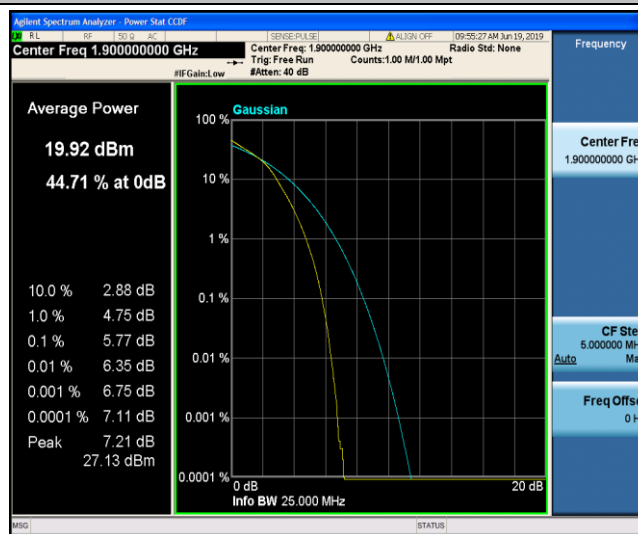 Agilent Spectrum Analyzer - Power Stat CCDF
RL RF 50 Ω AC SENSE:PULSE ALIGN OFF 09:55:27 AM Jun 19, 2019
Center Freq 1.900000000 GHz
Center Freq: 1.900000000 GHz Radio Std: None
Trig: Free Run Counts:1.00 M/1.00 Mpt
#IFGain:Low #Atten: 40 dB
Frequency
Average Power
19.92 dBm
44.71 % at 0dB
10.0 % 2.88 dB
1.0 % 4.75 dB
0.1 % 5.77 dB
0.01 % 6.35 dB
0.001 % 6.75 dB
0.0001 % 7.11 dB
Peak 7.21 dB
27.13 dBm
Gaussian
100 %
10 %
1 %
0.1 %
0.01 %
0.001 %
0.0001 %
0 dB 20 dB
Info BW 25.000 MHz
Center Fre
1.900000000 GH
CF Ste
5.000000 MH
Auto Ma
Freq Offse
0 H
MSG STATUS